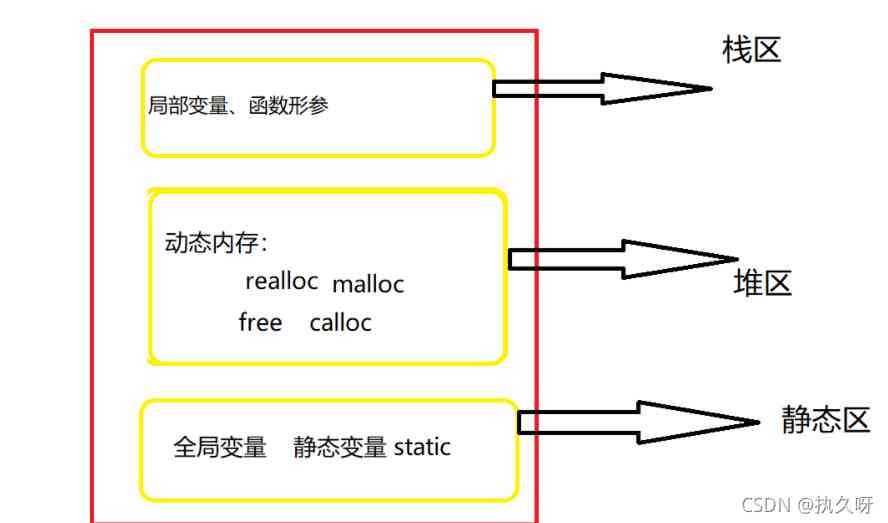 栈区
局部变量、函数形参
动态内存：
realloc malloc
堆区
free calloc
静态区
全局变量 静态变量 static
CSDN @执久呀